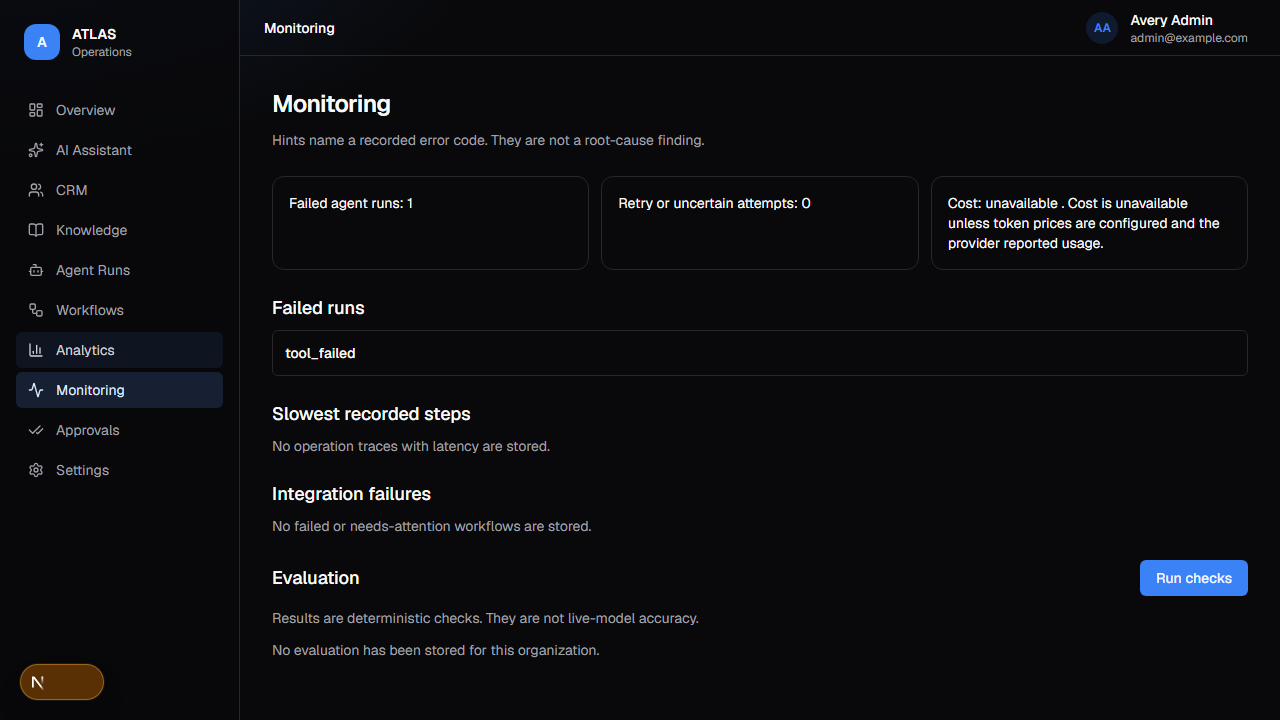 A
ATLAS
Operations
Overview
AI Assistant
CRM
Knowledge
Agent Runs
Workflows
Analytics
Monitoring
Approvals
Settings
N
Monitoring
AA
Avery Admin
admin@example.com
Monitoring
Hints name a recorded error code. They are not a root-cause finding.
Failed agent runs: 1
Retry or uncertain attempts: 0
Cost: unavailable . Cost is unavailable
unless token prices are configured and the
provider reported usage.
Failed runs
tool_failed
Slowest recorded steps
No operation traces with latency are stored.
Integration failures
No failed or needs-attention workflows are stored.
Evaluation
Run checks
Results are deterministic checks. They are not live-model accuracy.
No evaluation has been stored for this organization.